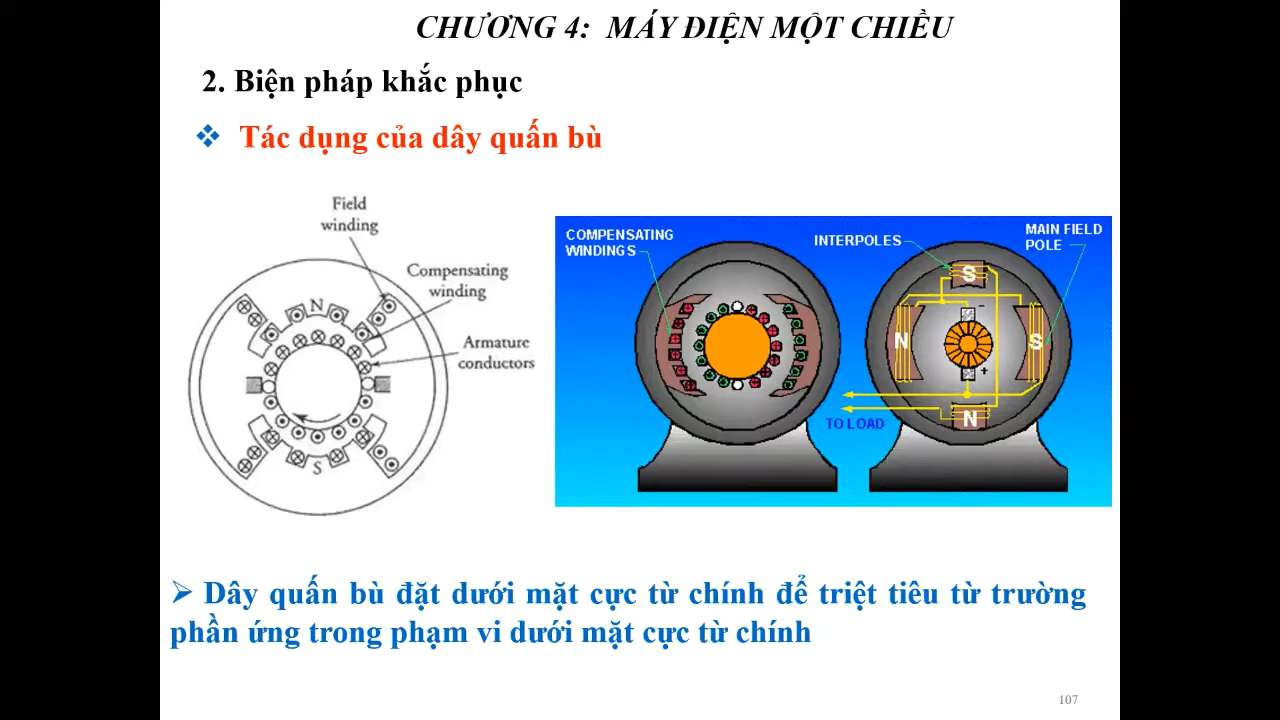 CHƯƠNG 4: MÁY ĐIỆN MỘT CHIỀU
2. Biện pháp khắc phục
❖ Tác dụng của dây quấn bù
Field
winding
Compensating
winding
Armature
conductors
N
S
COMPENSATING
WINDINGS
INTERPOLES
MAIN FIELD
POLE
S
N
S
N
-
+
TO LOAD
➢ Dây quấn bù đặt dưới mặt cực từ chính để triệt tiêu từ trường
phần ứng trong phạm vi dưới mặt cực từ chính
107